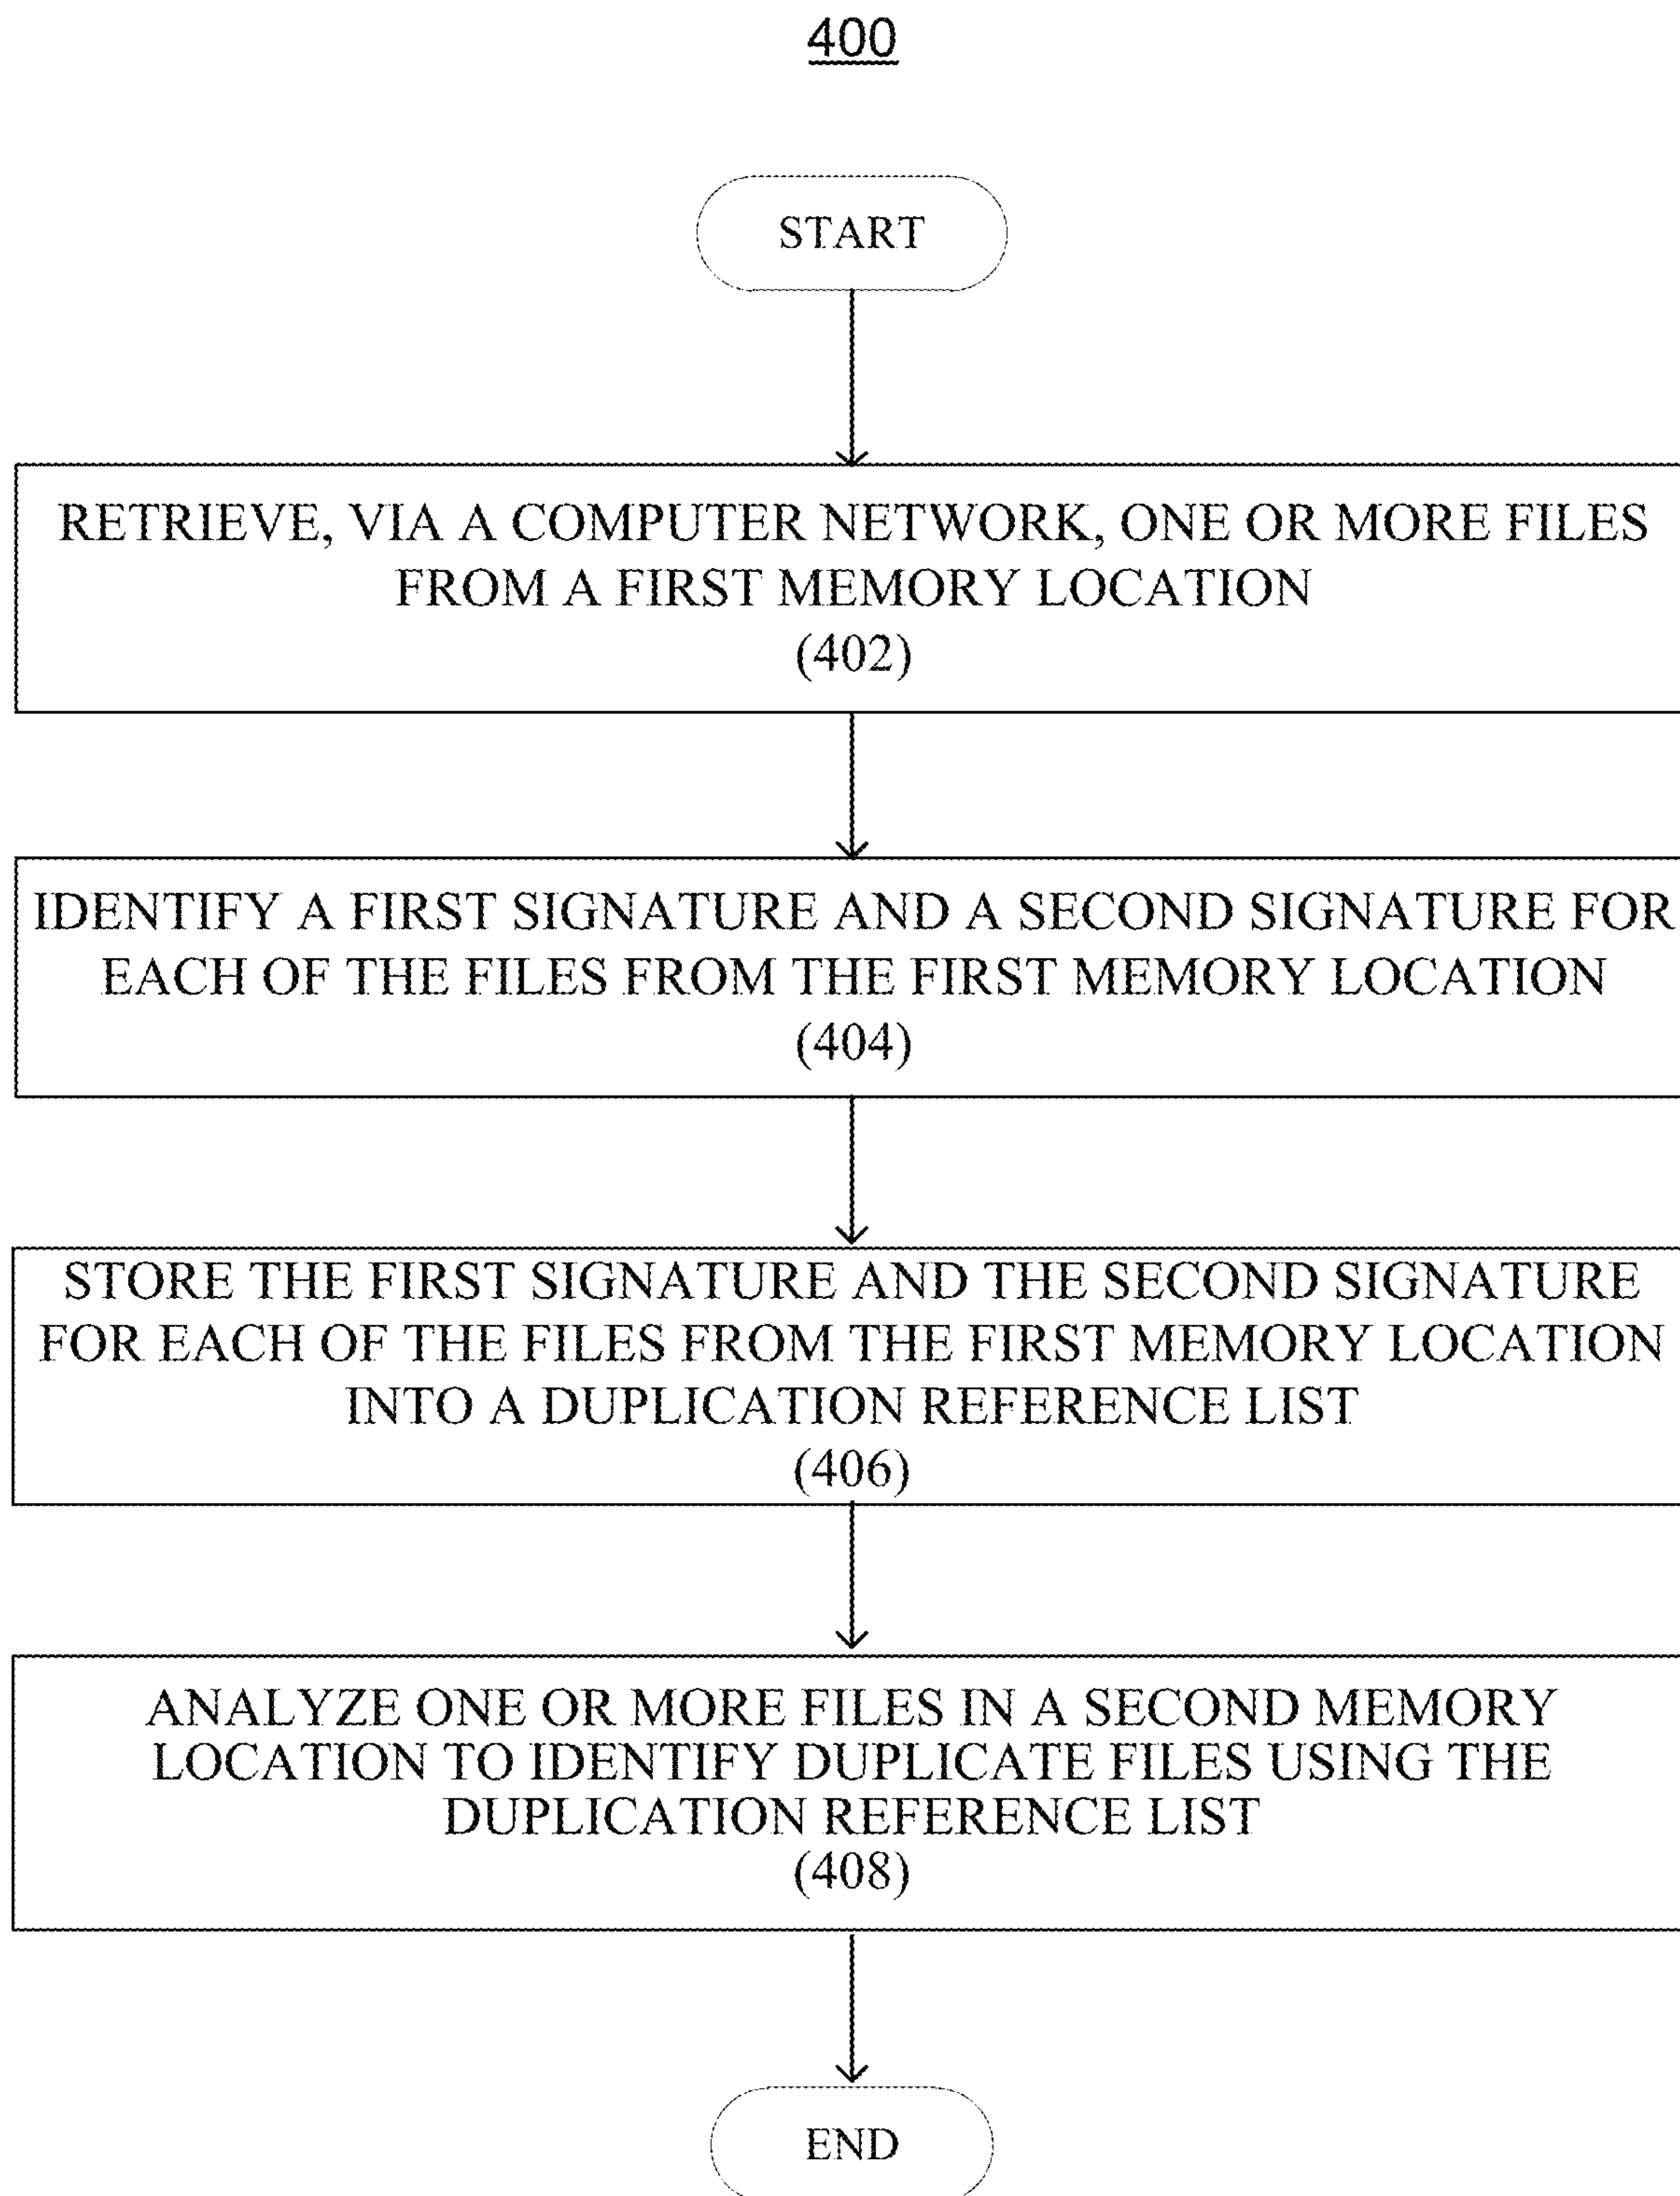 400
START
RETRIEVE, VIA A COMPUTER NETWORK, ONE OR MORE FILES
FROM A FIRST MEMORY LOCATION
(402)
IDENTIFY A FIRST SIGNATURE AND A SECOND SIGNATURE FOR
EACH OF THE FILES FROM THE FIRST MEMORY LOCATION
(404)
STORE THE FIRST SIGNATURE AND THE SECOND SIGNATURE
FOR EACH OF THE FILES FROM THE FIRST MEMORY LOCATION
INTO A DUPLICATION REFERENCE LIST
(406)
ANALYZE ONE OR MORE FILES IN A SECOND MEMORY
LOCATION TO IDENTIFY DUPLICATE FILES USING THE
DUPLICATION REFERENCE LIST
(408)
END